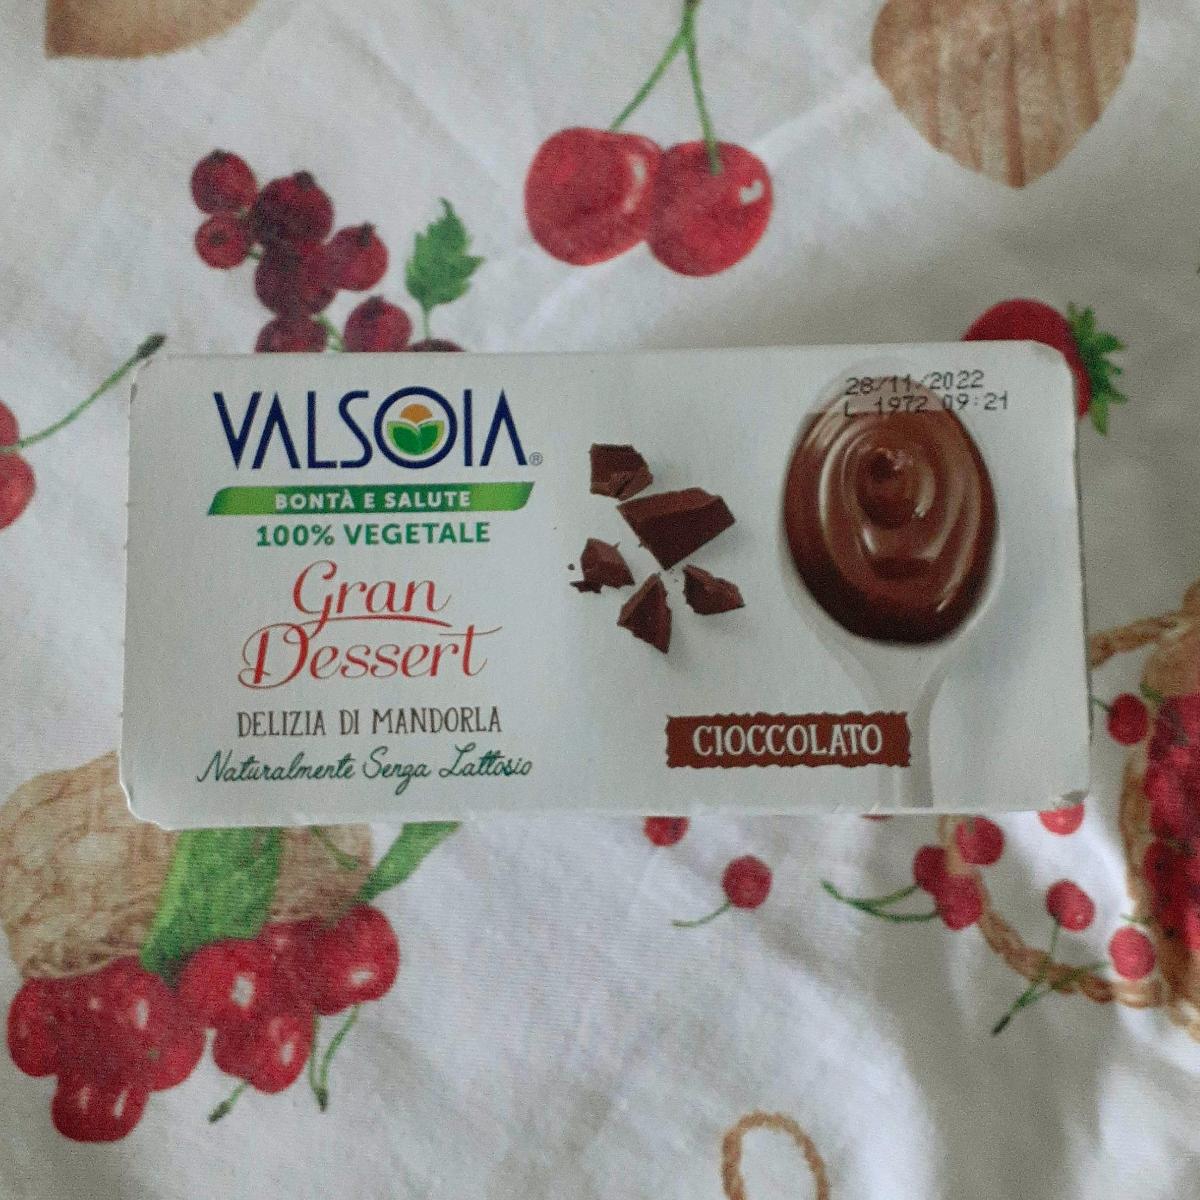 VALSOIA®
BONTÀ E SALUTE
100% VEGETALE
Gran
Dessert
DELIZIA DI MANDORLA
Naturalmente Senza Lattosio
28/11/2022
L 1972 09:21
CIOCCOLATO